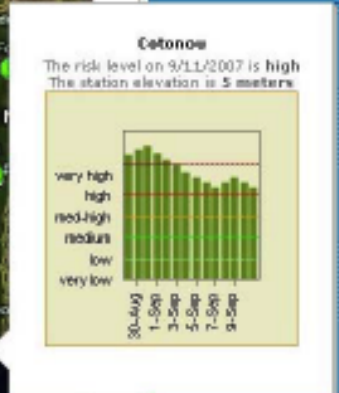 Cotonou
The risk level on 9/11/2007 is high
The station elevation is 5 meters
very high
high
med-high
medium
low
very low
30-Aug
1-Sep
3-Sep
5-Sep
7-Sep
9-Sep